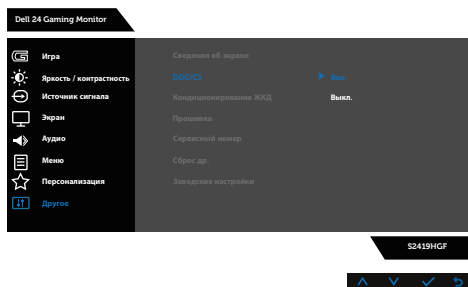 Dell 24 Gaming Monitor
Игра
Яркость / контрастность
Источник сигнала
Экран
Аудио
Меню
Персонализация
Другое
Сведения об экране
DDC/CI
Кондиционирование ЖКД
Прошивка
Сервисный номер
Сброс др.
Заводские настройки
Вкл.
Выкл.
S2419HGF